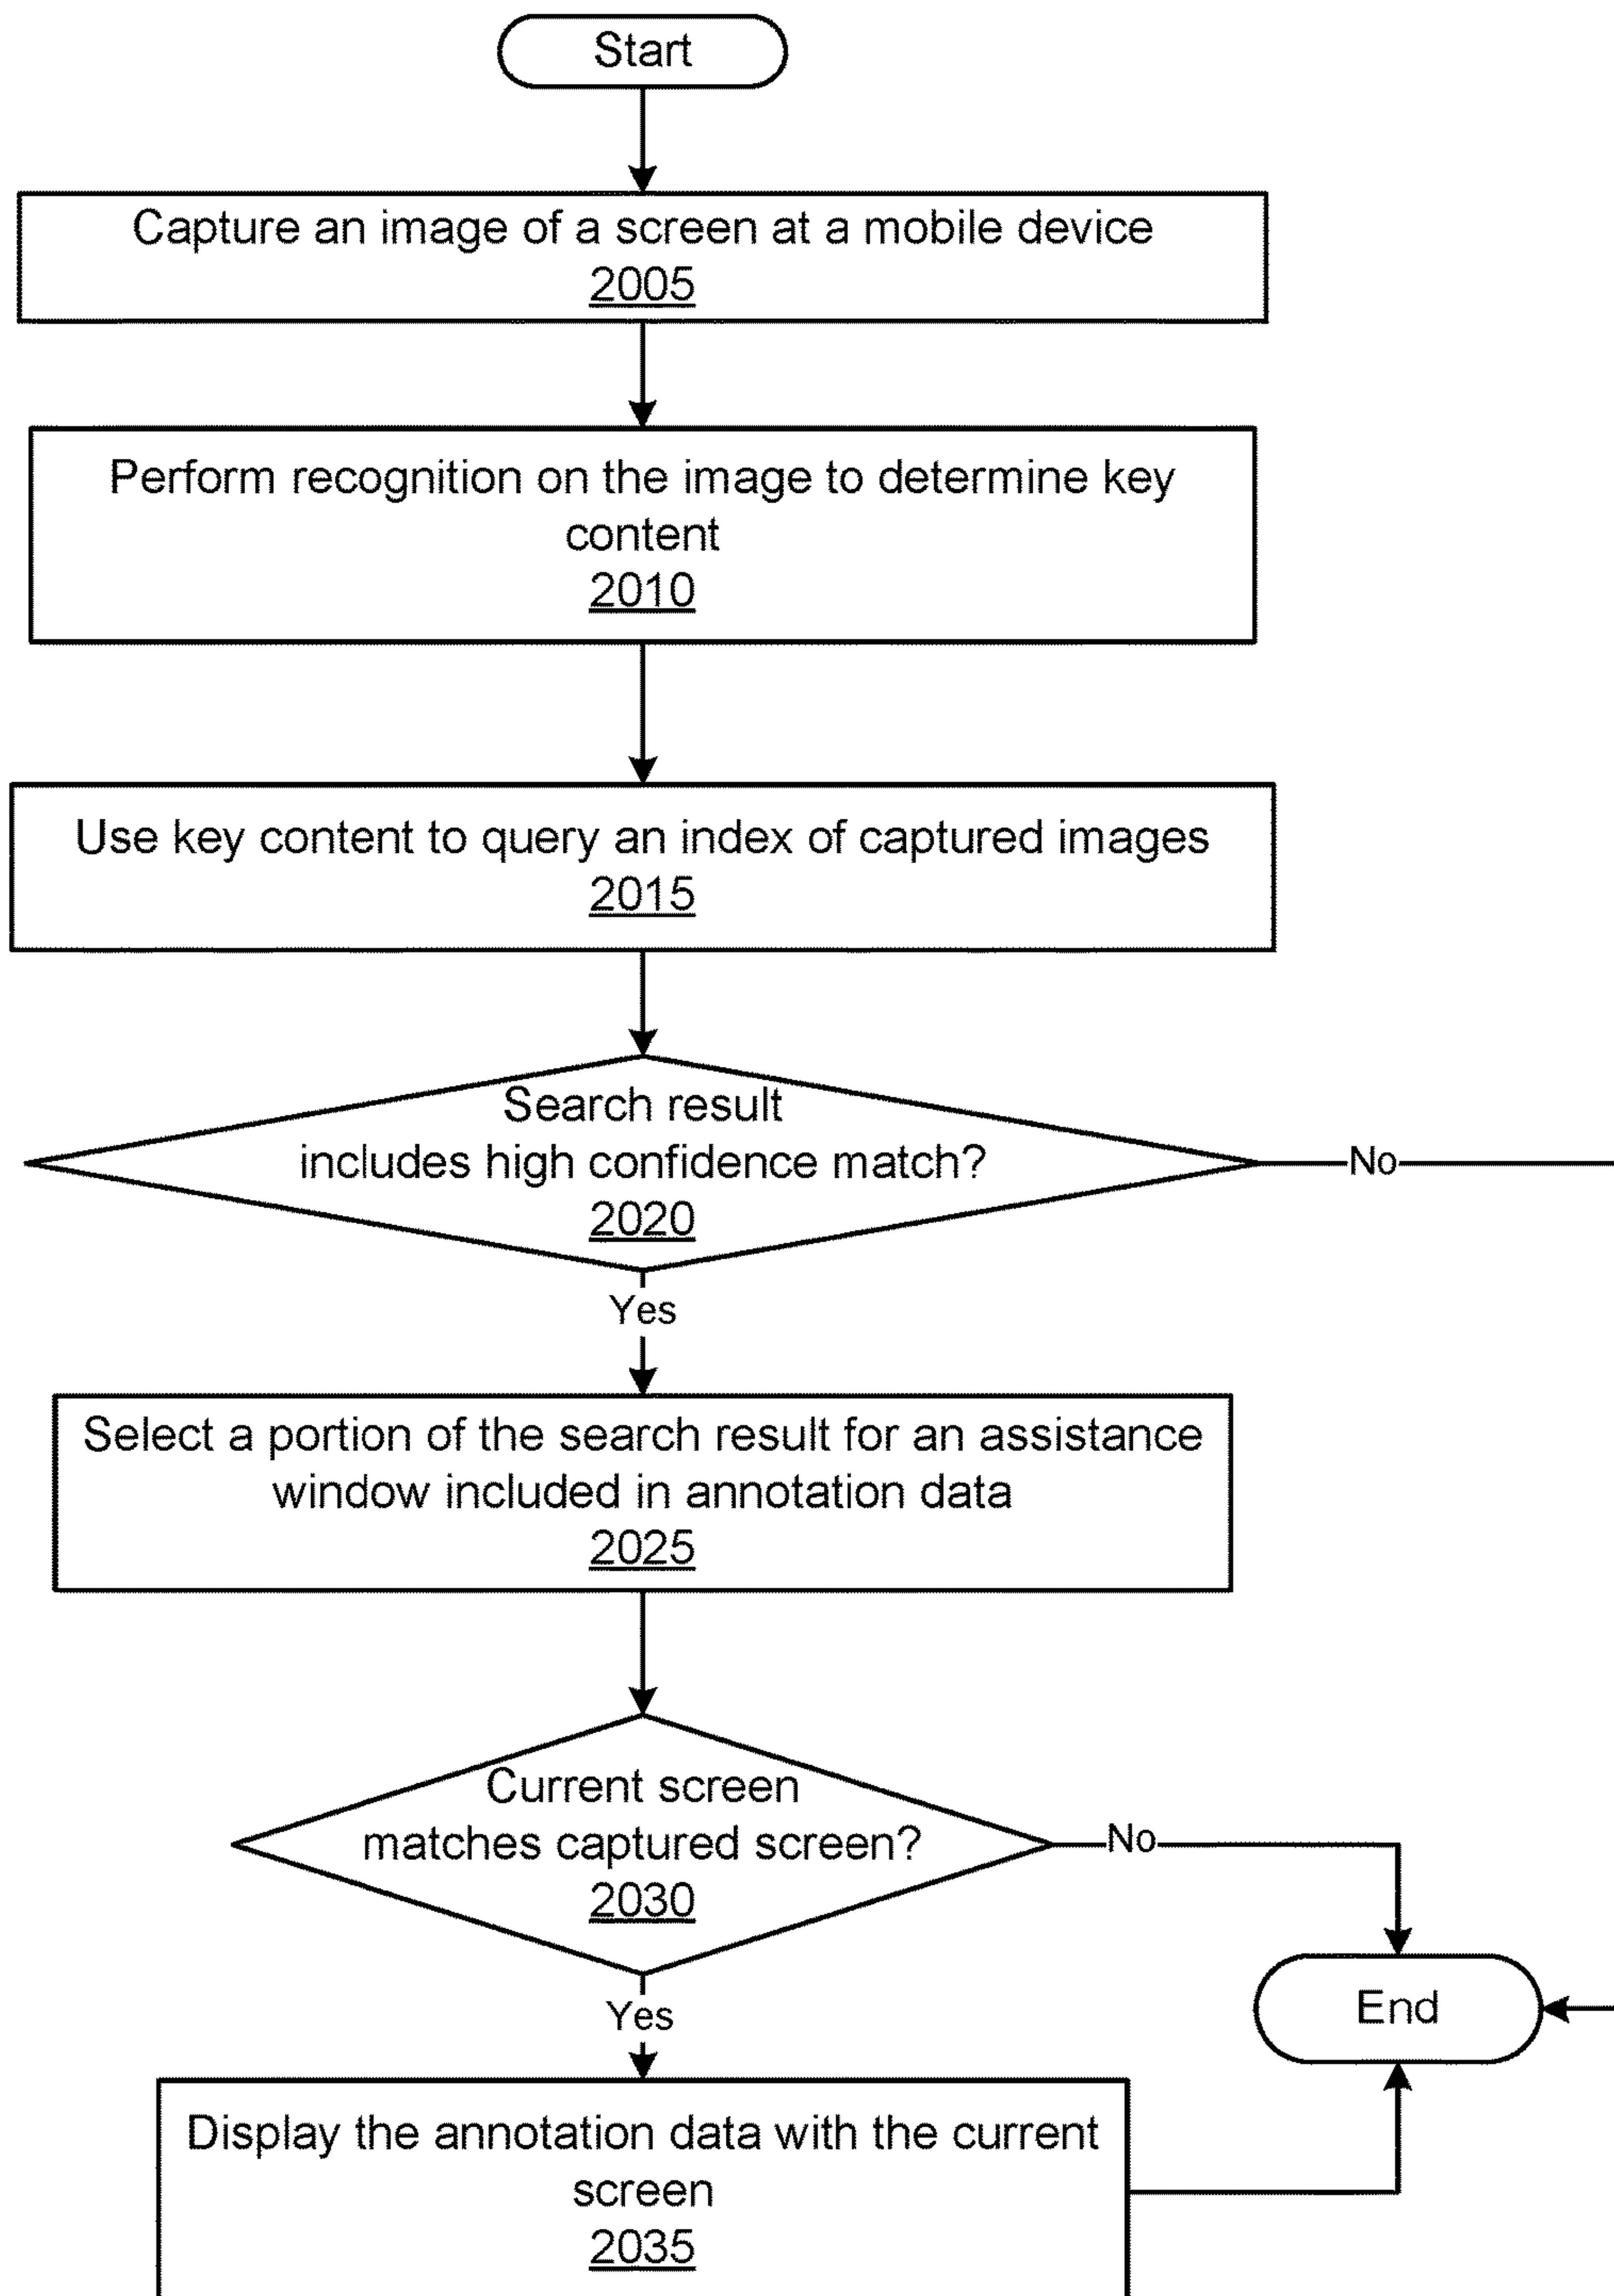 Start
Capture an image of a screen at a mobile device
2005
Perform recognition on the image to determine key
content
2010
Use key content to query an index of captured images
2015
Search result
includes high confidence match?
2020
No
Yes
Select a portion of the search result for an assistance
window included in annotation data
2025
Current screen
matches captured screen?
2030
No
Yes
End
Display the annotation data with the current
screen
2035